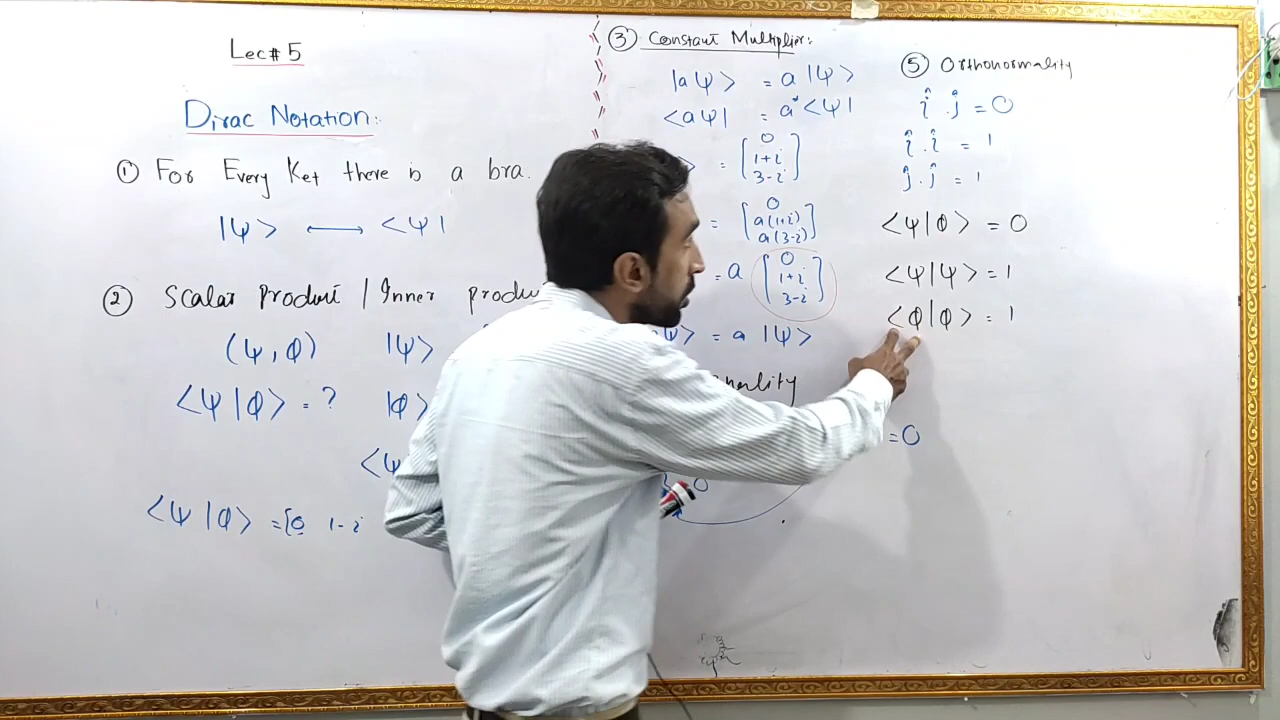 Lec# 5
Dirac Notation:
① For Every Ket there is a bra.
|ψ> ⟷ <ψ|
② Scalar Product / Inner
(ψ, ϕ) |ψ>
<ψ|ϕ> = ? |ϕ>
<ψ
<ψ|ϕ> = [0 1-i
③ Constant Multiplier:
|aψ> = a |ψ>
<aψ| = a* <ψ|
> = [0 1+i 3-i]
= [0 a(1+i) a(3-i)]
= a [0 1+i 3-i]
ψ> = a |ψ>
= 0
0
⑤ Orthonormality
î . ĵ = 0
î . î = 1
ĵ . ĵ = 1
<ψ|ϕ> = 0
<ψ|ψ> = 1
<ϕ|ϕ> = 1